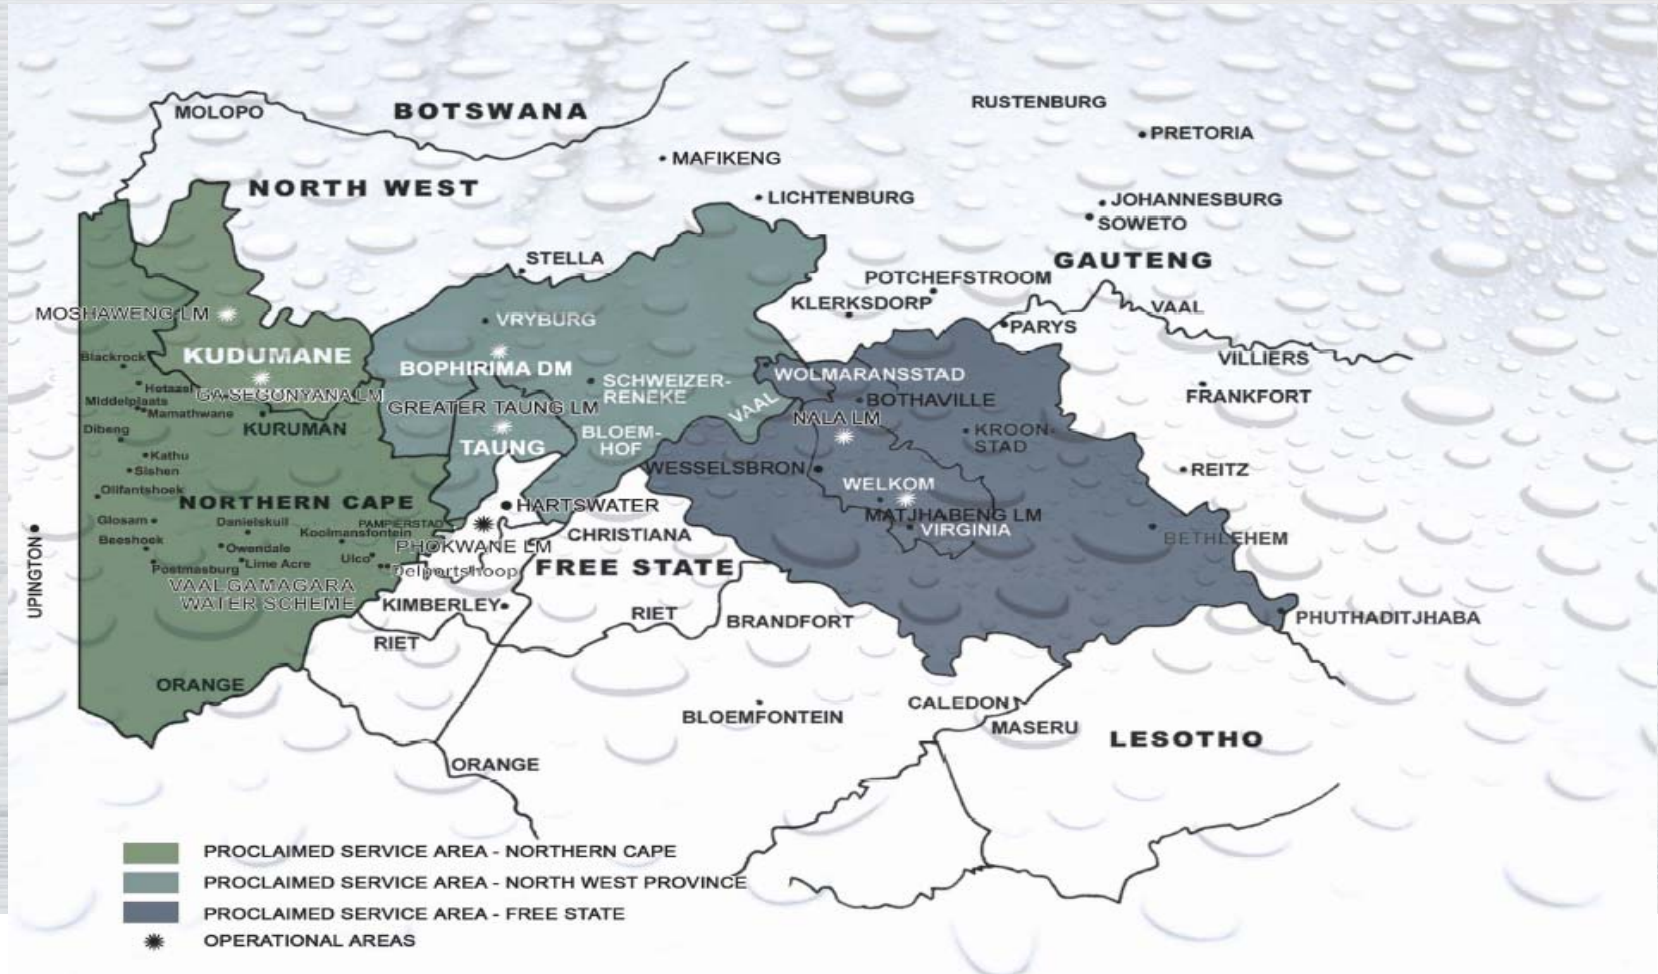 MOLOPO
BOTSWANA
RUSTENBURG
PRETORIA
MAFIKENG
NORTH WEST
LICHTENBURG
JOHANNESBURG
SOWETO
STELLA
GAUTENG
POTCHEFSTROOM
KLERKSDORP
VAAL
MOSHAWENG LM
VRYBURG
PARYS
Blackrock
KUDUMANE
BOPHIRIMA DM
VILLIERS
WOLMARANSSTAD
Hotazel
GA SEGONYANA LM
SCHWEIZER-
RENEKE
FRANKFORT
Middelplaats
Mamathwane
GREATER TAUNG LM
VAAL
BOTHAVILLE
NALA LM
Dibeng
KURUMAN
TAUNG
BLOEM-
HOF
KROON-
STAD
Kathu
Sishen
WESSELSBRON
REITZ
Olifantshoek
NORTHERN CAPE
HARTSWATER
WELKOM
MATJHABENG LM
VIRGINIA
Glosam
Danielskuil
PAMPIERSTAD
Koolmansfontein
CHRISTIANA
BETHLEHEM
Beeshoek
Owendale
PHOKWANE LM
UPINGTON
Postmasburg
Lime Acre
Ulco
Delportshoop
FREE STATE
VAALGAMAGARA
WATER SCHEME
KIMBERLEY
RIET
RIET
BRANDFORT
PHUTHADITJHABA
ORANGE
BLOEMFONTEIN
CALEDON
MASERU
LESOTHO
ORANGE
PROCLAIMED SERVICE AREA - NORTHERN CAPE
PROCLAIMED SERVICE AREA - NORTH WEST PROVINCE
PROCLAIMED SERVICE AREA - FREE STATE
OPERATIONAL AREAS